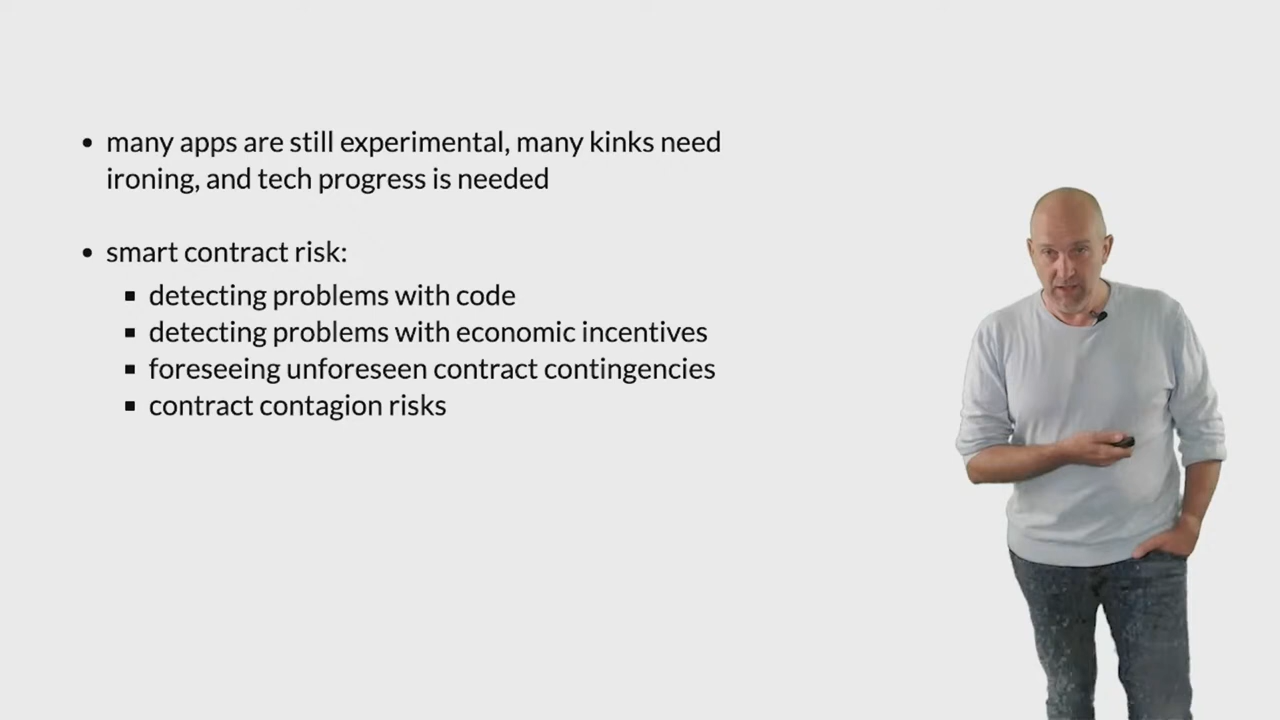 • many apps are still experimental, many kinks need
ironing, and tech progress is needed
• smart contract risk:
▪ detecting problems with code
▪ detecting problems with economic incentives
▪ foreseeing unforeseen contract contingencies
▪ contract contagion risks